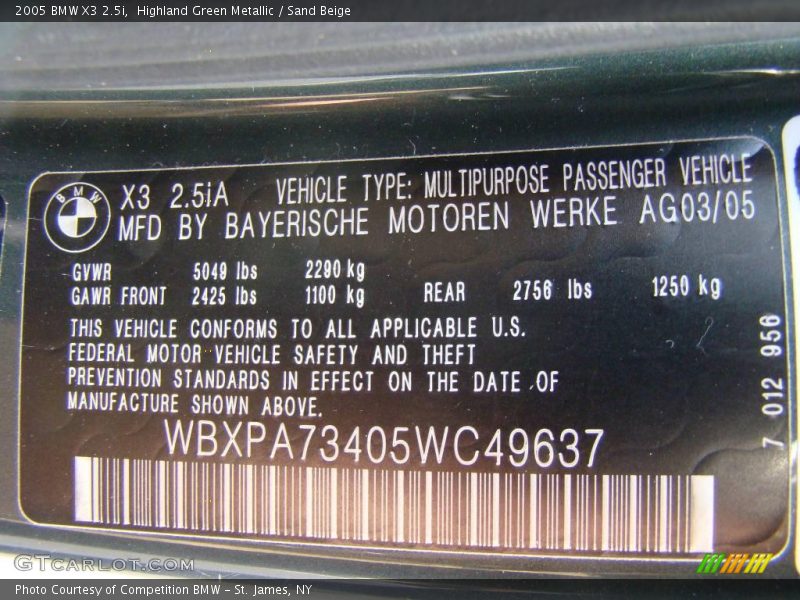 2005 BMW X3 2.5i,  Highland Green Metallic / Sand Beige
BMW
X3 2.5iA VEHICLE TYPE: MULTIPURPOSE PASSENGER VEHICLE
MFD BY BAYERISCHE MOTOREN WERKE AG03/05
GVWR 5049 lbs 2290 kg
GAWR FRONT 2425 lbs 1100 kg REAR 2756 lbs 1250 kg
THIS VEHICLE CONFORMS TO ALL APPLICABLE U.S.
FEDERAL MOTOR VEHICLE SAFETY AND THEFT
PREVENTION STANDARDS IN EFFECT ON THE DATE OF
MANUFACTURE SHOWN ABOVE.
WBXPA73405WC49637
7 012 956
GTCARLOT.COM
Photo Courtesy of Competition BMW - St. James, NY